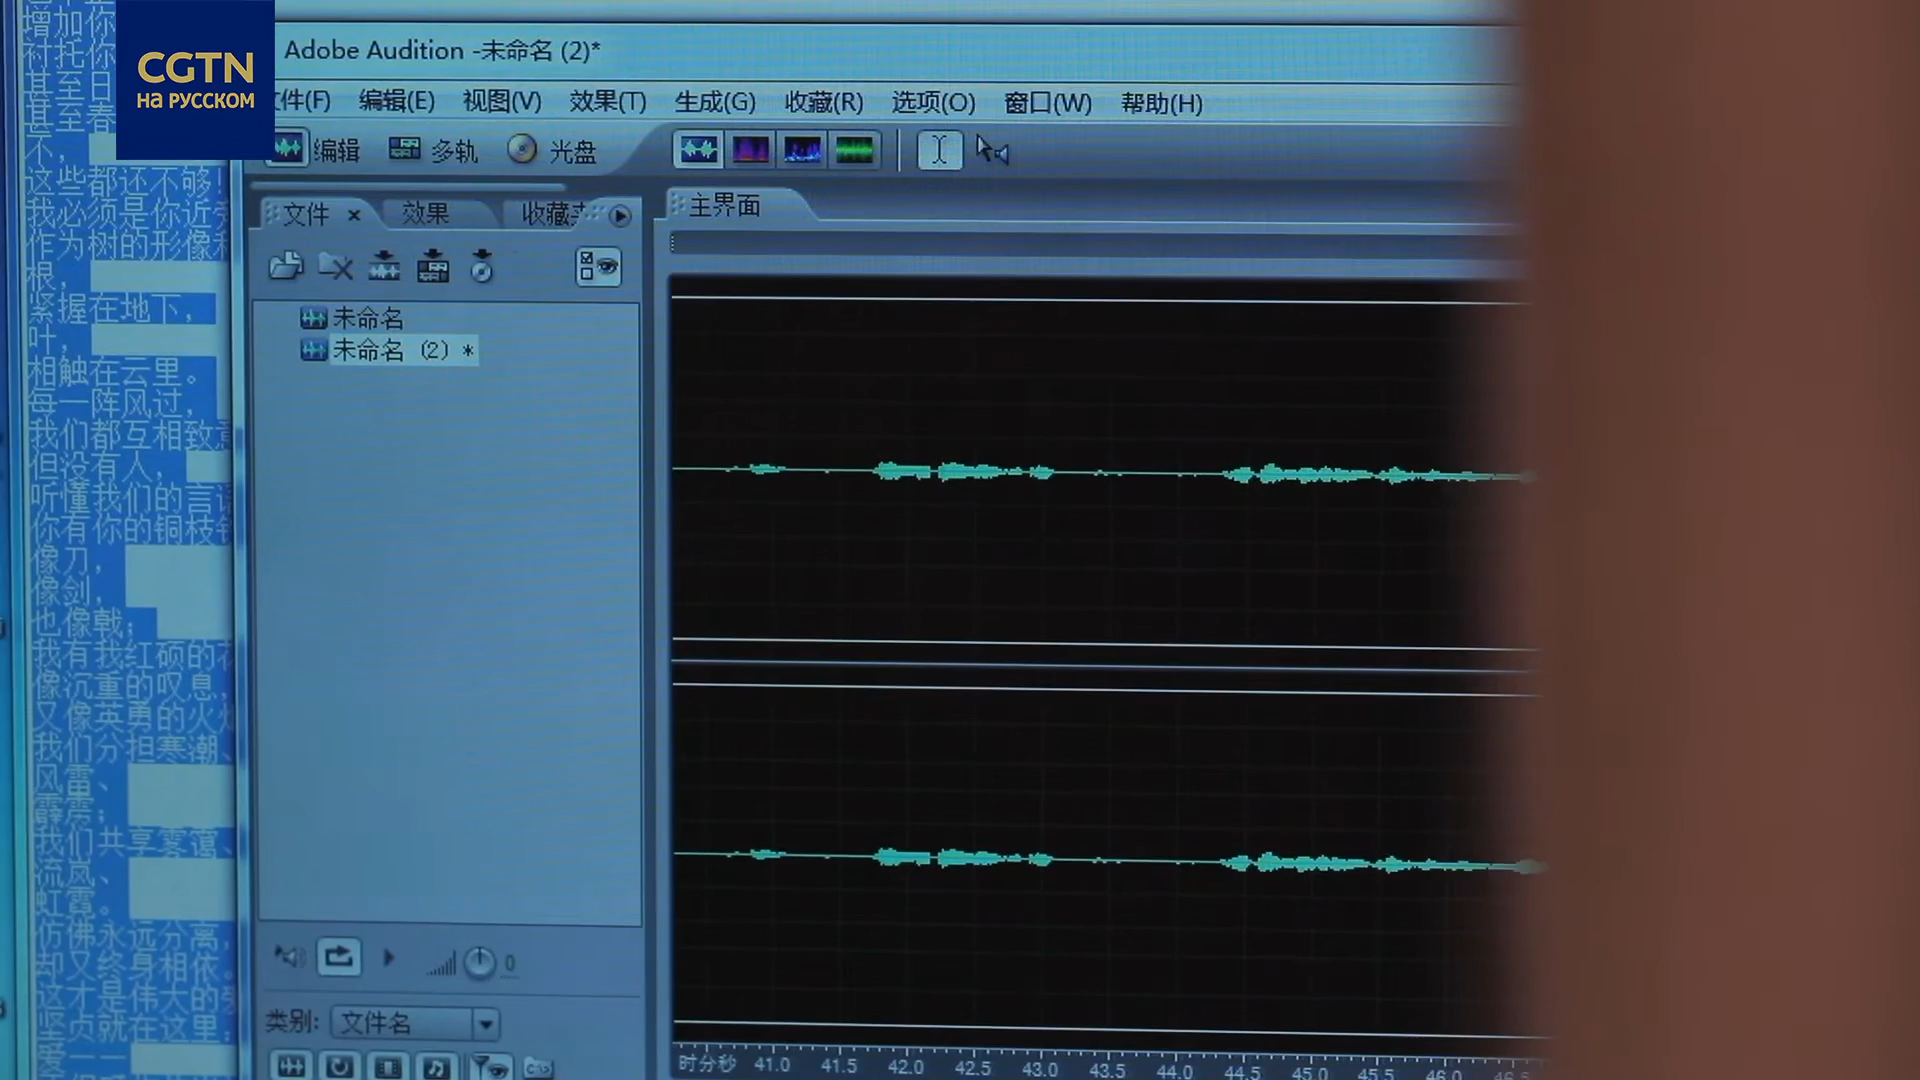 CGTN
на русском
增加你
衬托你
甚至日
甚至春
不，
这些都还不够！
我必须是你近旁
作为树的形像和
根，
紧握在地下，
叶，
相触在云里。
每一阵风过，
我们都互相致意
但没有人，
听懂我们的言语
你有你的铜枝铁
像刀，
像剑，
也像戟；
我有我红硕的花
像沉重的叹息，
又像英勇的火炬
我们分担寒潮、
风雷、
霹雳；
我们共享雾霭、
流岚、
虹霓。
仿佛永远分离，
却又终身相依。
这才是伟大的爱
坚贞就在这里：
爱——
Adobe Audition -未命名 (2)*
件(F) 编辑(E) 视图(V) 效果(T) 生成(G) 收藏(R) 选项(O) 窗口(W) 帮助(H)
编辑 多轨 光盘
文件 × 效果 收藏夹
主界面
未命名
未命名 (2) *
0
类别: 文件名
时分秒 41.0 41.5 42.0 42.5 43.0 43.5 44.0 44.5 45.0 45.5 46.0 46.5